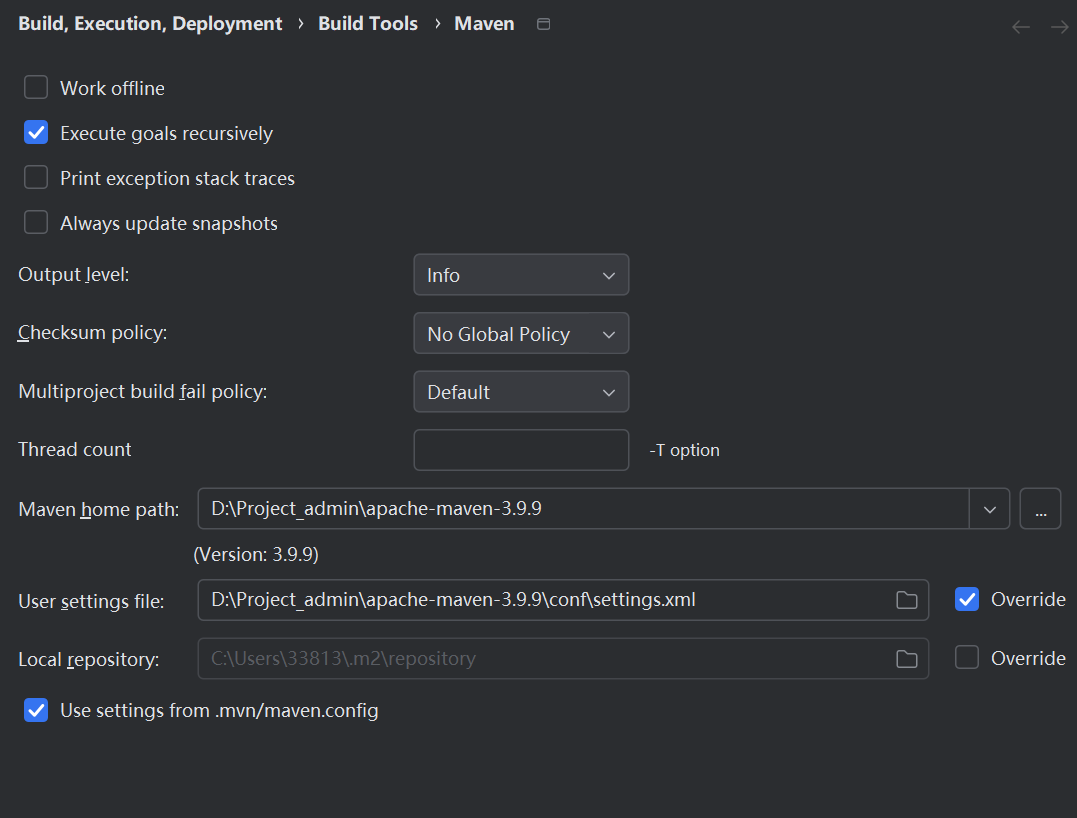 Build, Execution, Deployment › Build Tools › Maven
Work offline
Execute goals recursively
Print exception stack traces
Always update snapshots
Output level: Info
Checksum policy: No Global Policy
Multiproject build fail policy: Default
Thread count -T option
Maven home path: D:\Project_admin\apache-maven-3.9.9 ...
(Version: 3.9.9)
User settings file: D:\Project_admin\apache-maven-3.9.9\conf\settings.xml Override
Local repository: C:\Users\33813\.m2\repository Override
Use settings from .mvn/maven.config